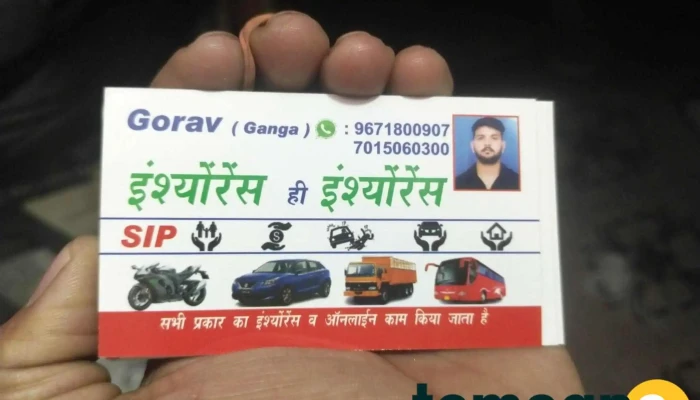 Gorav ( Ganga ) : 9671800907
7015060300
इंश्योरेंस ही इंश्योरेंस
SIP
सभी प्रकार का इंश्योरेंस व ऑनलाईन काम किया जाता है